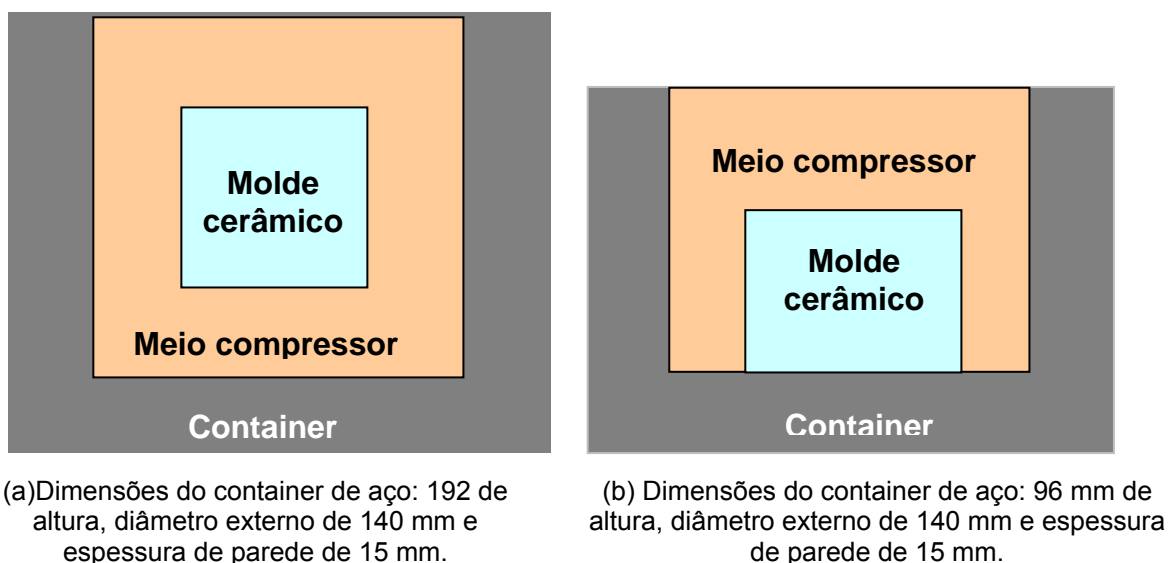 Molde
cerâmico
Meio compressor
Container
Meio compressor
Molde
cerâmico
Container
(a)Dimensões do container de aço: 192 de
altura, diâmetro externo de 140 mm e
espessura de parede de 15 mm.
(b) Dimensões do container de aço: 96 mm de
altura, diâmetro externo de 140 mm e espessura
de parede de 15 mm.